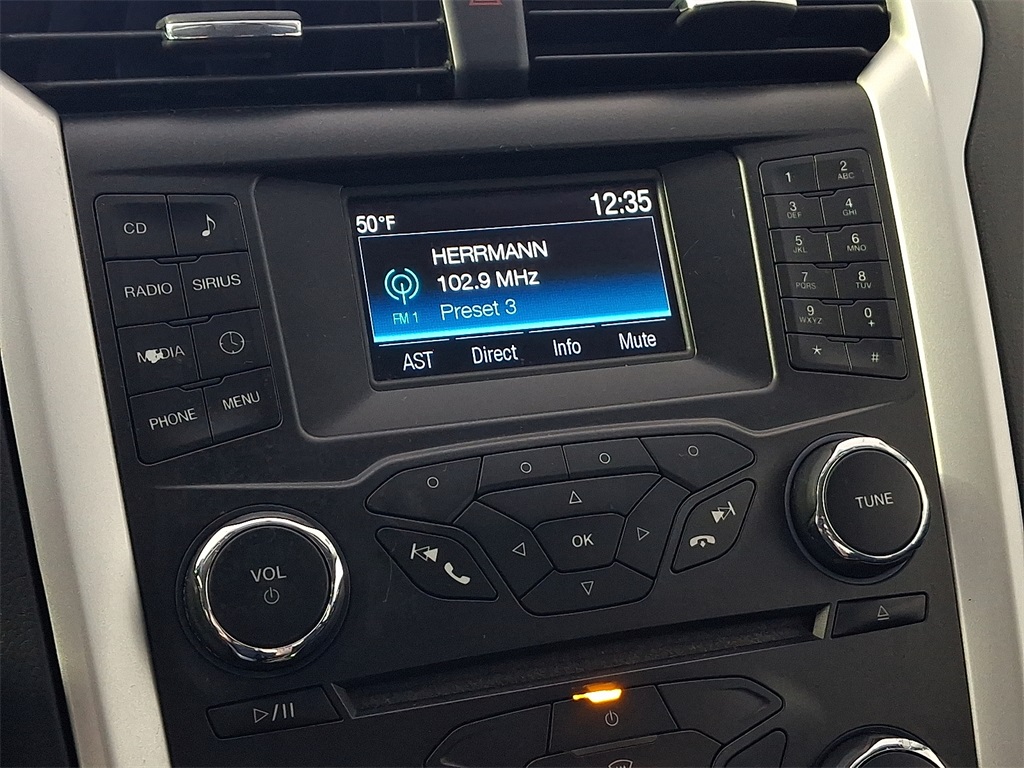 50°F
12:35
HERRMANN
102.9 MHz
FM 1 Preset 3
AST Direct Info Mute
CD
RADIO SIRIUS
MEDIA
PHONE MENU
1 2 ABC
3 DEF 4 GHI
5 JKL 6 MNO
7 PQRS 8 TUV
9 WXYZ 0 +
* #
OK
VOL
TUNE